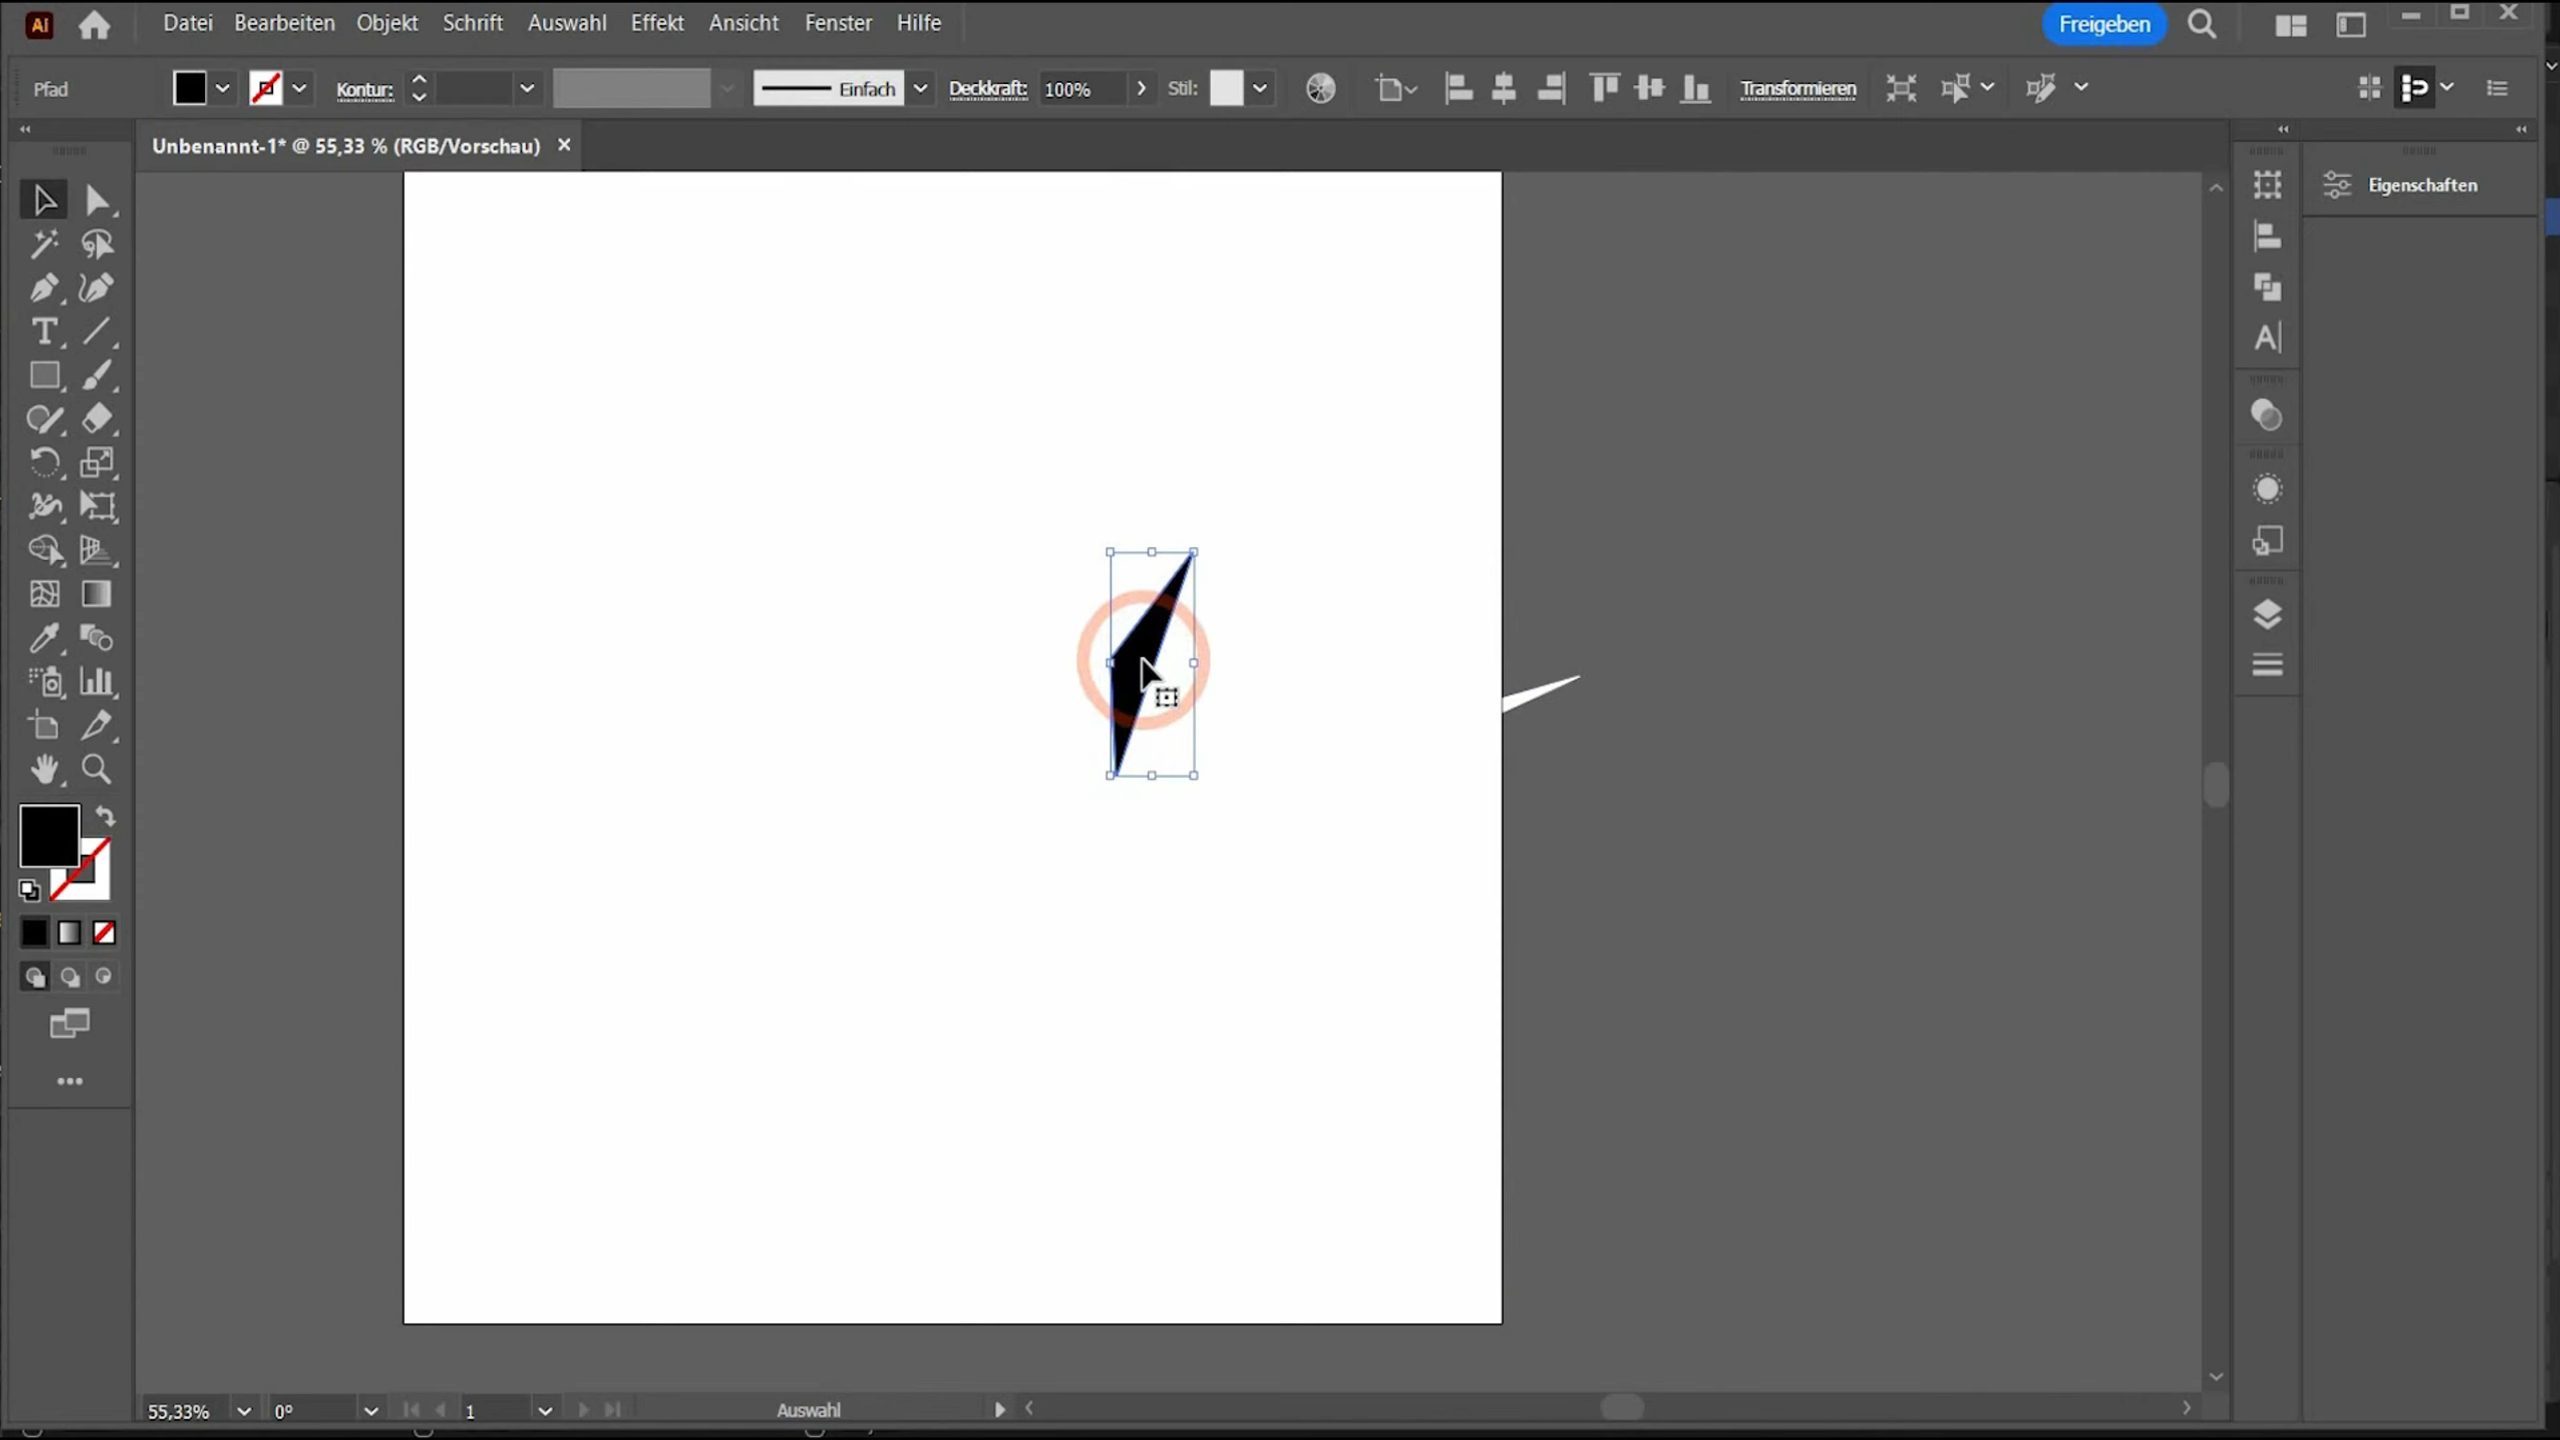 Ai Datei Bearbeiten Objekt Schrift Auswahl Effekt Ansicht Fenster Hilfe Freigeben
Pfad Kontur: Einfach Deckkraft: 100% Stil: Transformieren
Unbenannt-1* @ 55,33 % (RGB/Vorschau)
Eigenschaften
55,33% 0° 1 Auswahl